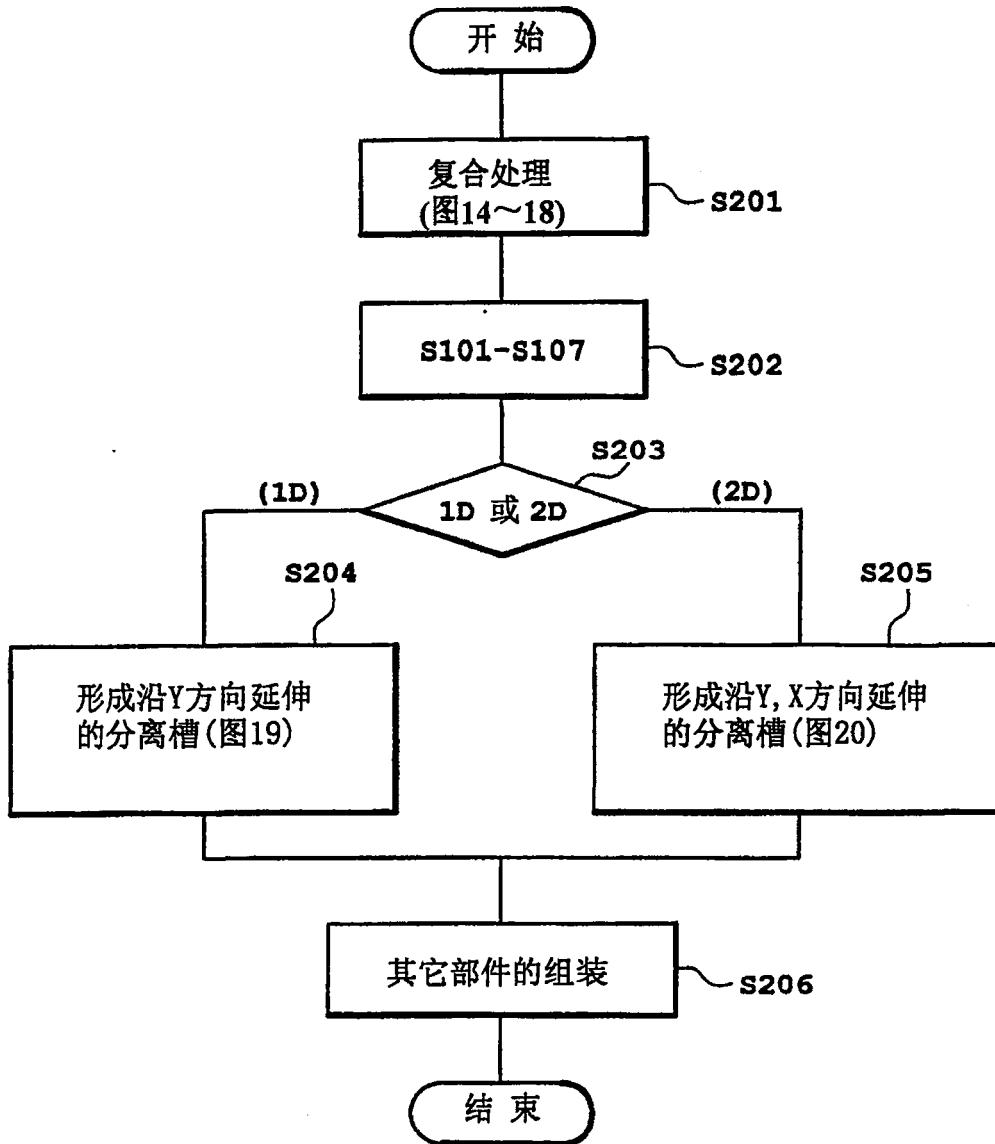 开 始
复合处理
(图14～18)
S201
S101-S107
S202
S203
(1D)
1D 或 2D
(2D)
S204
S205
形成沿Y方向延伸
的分离槽(图19)
形成沿Y,X方向延伸
的分离槽(图20)
其它部件的组装
S206
结 束